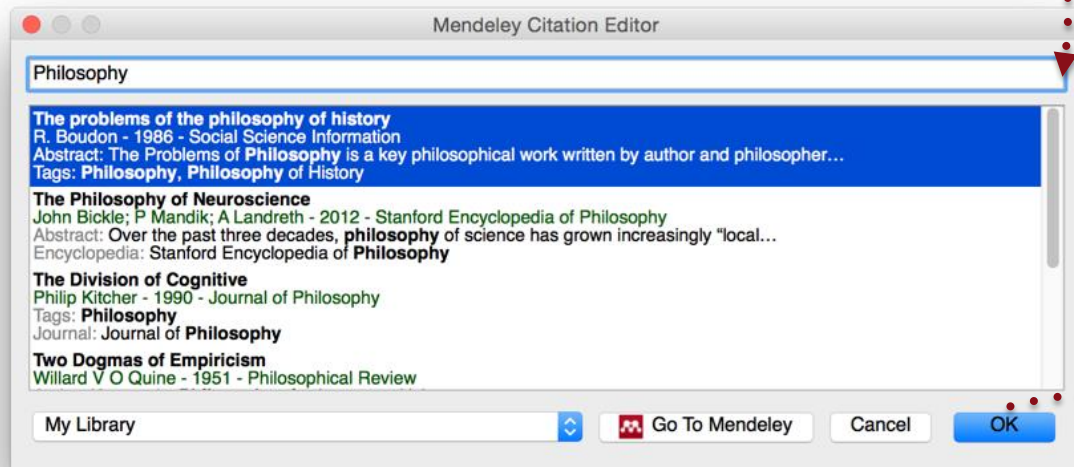 Mendeley Citation Editor
Philosophy
The problems of the philosophy of history
R. Boudon - 1986 - Social Science Information
Abstract: The Problems of Philosophy is a key philosophical work written by author and philosopher…
Tags: Philosophy, Philosophy of History
The Philosophy of Neuroscience
John Bickle; P Mandik; A Landreth - 2012 - Stanford Encyclopedia of Philosophy
Abstract: Over the past three decades, philosophy of science has grown increasingly “local…
Encyclopedia: Stanford Encyclopedia of Philosophy
The Division of Cognitive
Philip Kitcher - 1990 - Journal of Philosophy
Tags: Philosophy
Journal: Journal of Philosophy
Two Dogmas of Empiricism
Willard V O Quine - 1951 - Philosophical Review
My Library
Go To Mendeley
Cancel
OK